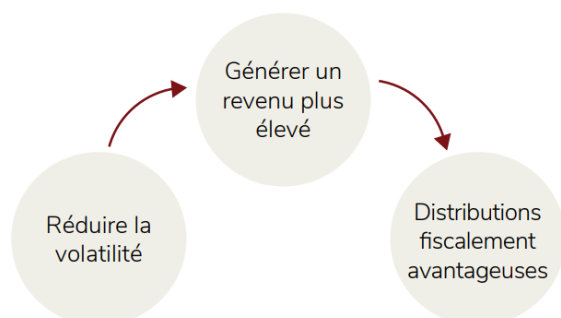 Générer un
revenu plus
élevé
Réduire la
volatilité
Distributions
fiscalement
avantageuses